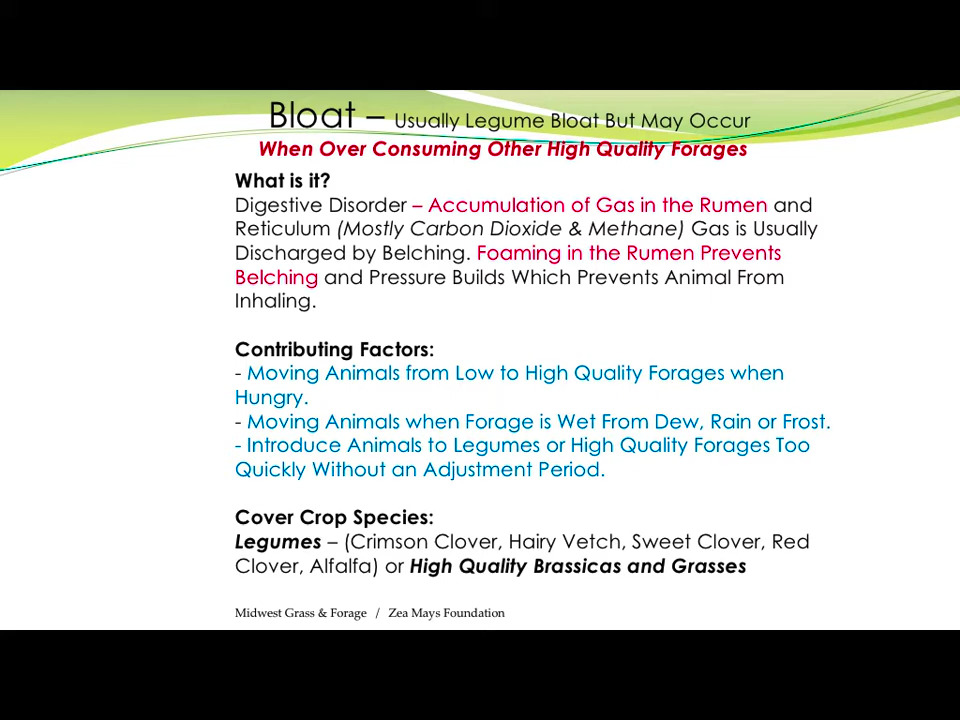 Bloat – Usually Legume Bloat But May Occur
When Over Consuming Other High Quality Forages
What is it?
Digestive Disorder – Accumulation of Gas in the Rumen and
Reticulum (Mostly Carbon Dioxide & Methane) Gas is Usually
Discharged by Belching. Foaming in the Rumen Prevents
Belching and Pressure Builds Which Prevents Animal From
Inhaling.
Contributing Factors:
- Moving Animals from Low to High Quality Forages when
Hungry.
- Moving Animals when Forage is Wet From Dew, Rain or Frost.
- Introduce Animals to Legumes or High Quality Forages Too
Quickly Without an Adjustment Period.
Cover Crop Species:
Legumes – (Crimson Clover, Hairy Vetch, Sweet Clover, Red
Clover, Alfalfa) or High Quality Brassicas and Grasses
Midwest Grass & Forage / Zea Mays Foundation